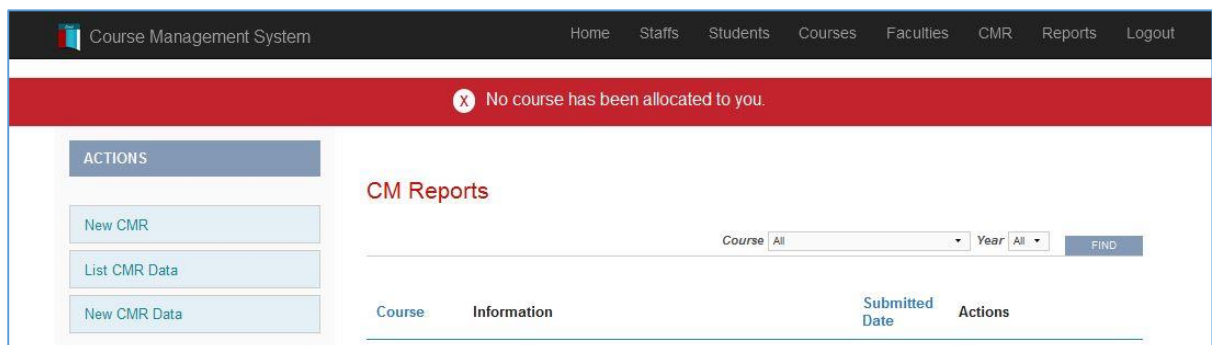 Course Management System Home Staffs Students Courses Faculties CMR Reports Logout
X No course has been allocated to you.
ACTIONS
CM Reports
New CMR
Course All Year All FIND
List CMR Data
New CMR Data
Course Information Submitted Date Actions